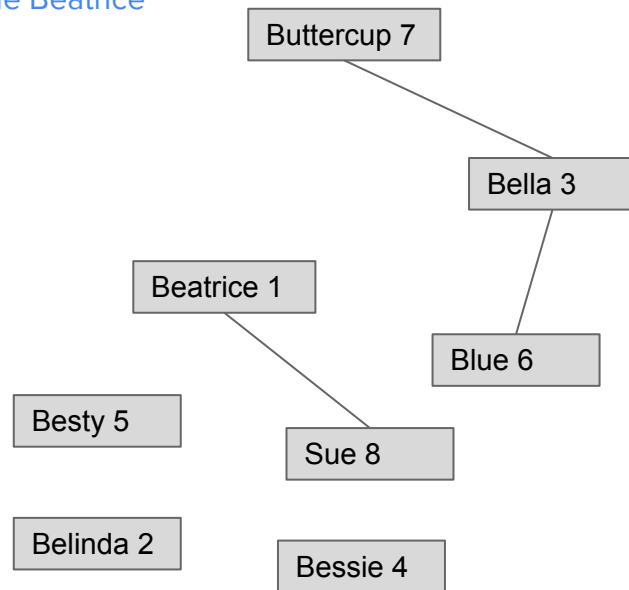 Beatrice
Buttercup 7
Bella 3
Beatrice 1
Blue 6
Besty 5
Sue 8
Belinda 2
Bessie 4